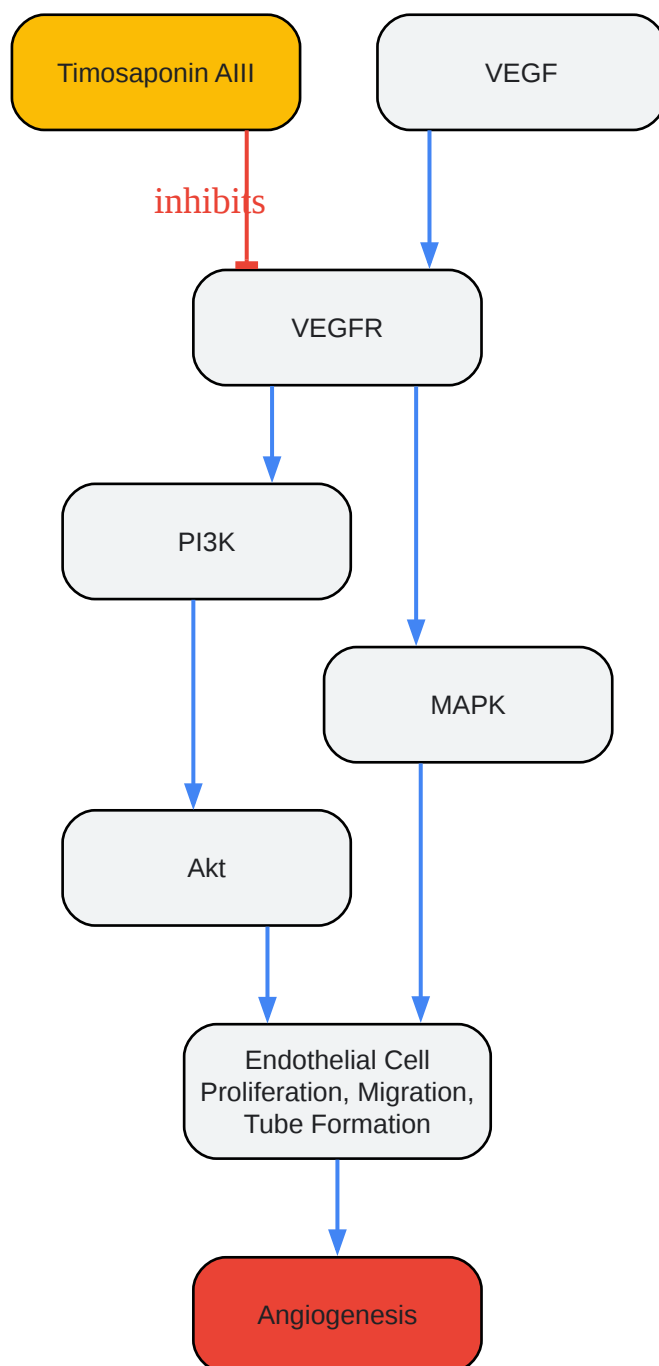 Timosaponin AIII
VEGF
inhibits
VEGFR
PI3K
MAPK
Akt
Endothelial Cell
Proliferation, Migration,
Tube Formation
Angiogenesis